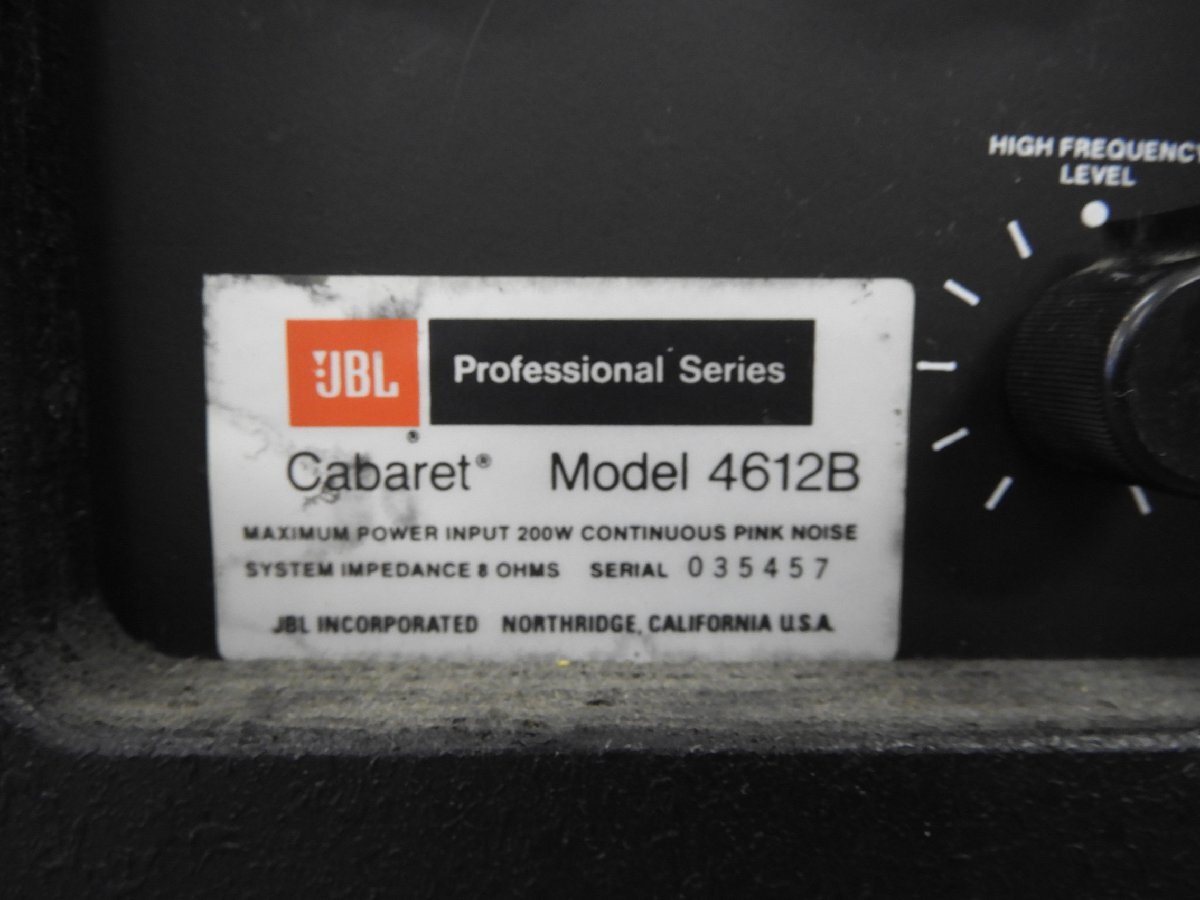 HIGH FREQUENCY
LEVEL
JBL Professional Series
®
Cabaret® Model 4612B
MAXIMUM POWER INPUT 200W CONTINUOUS PINK NOISE
SYSTEM IMPEDANCE 8 OHMS SERIAL 035457
JBL INCORPORATED NORTHRIDGE, CALIFORNIA U.S.A.